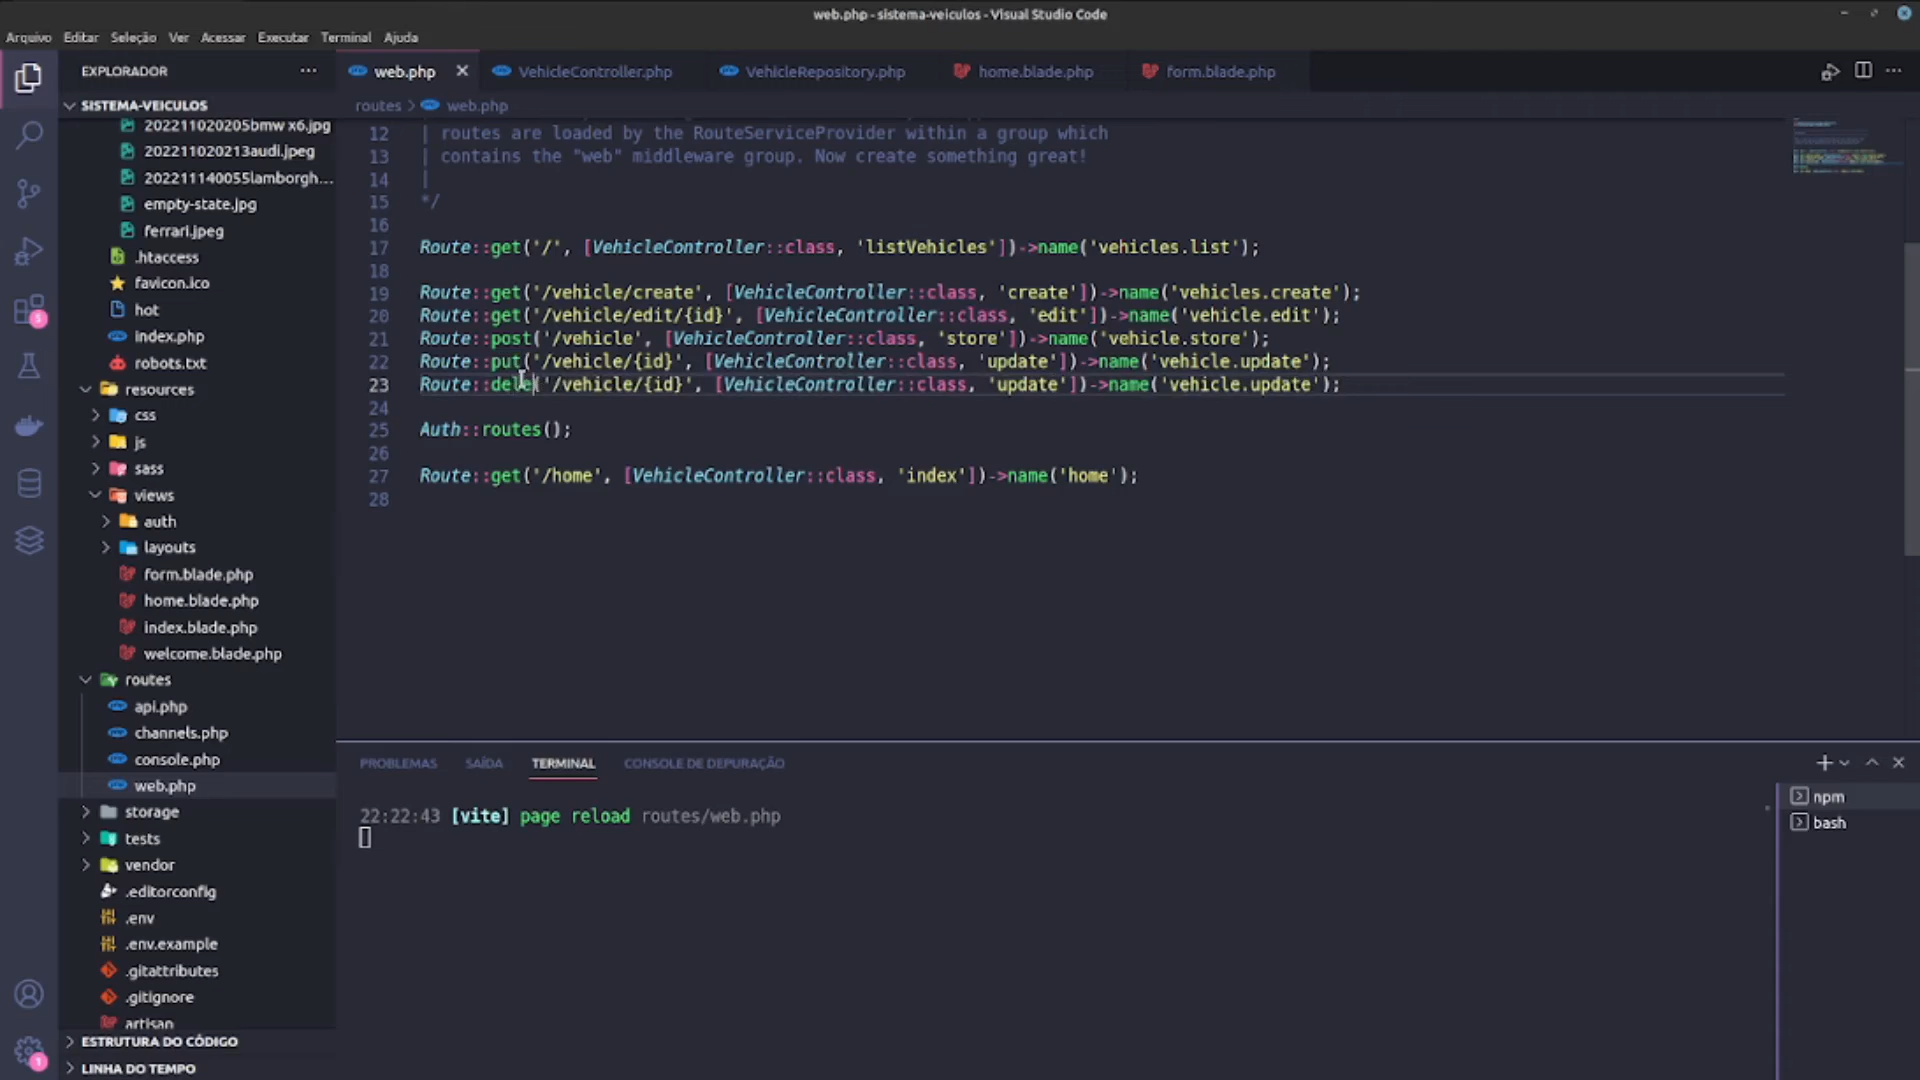 web.php - sistema-veiculos - Visual Studio Code
Arquivo Editar Seleção Ver Acessar Executar Terminal Ajuda
EXPLORADOR
SISTEMA-VEICULOS
202211020205bmw x6.jpg
202211020213audi.jpeg
202211140055lamborgh...
empty-state.jpg
ferrari.jpeg
.htaccess
favicon.ico
hot
index.php
robots.txt
resources
css
js
sass
views
auth
layouts
form.blade.php
home.blade.php
index.blade.php
welcome.blade.php
routes
api.php
channels.php
console.php
web.php
storage
tests
vendor
.editorconfig
.env
.env.example
.gitattributes
.gitignore
artisan
ESTRUTURA DO CÓDIGO
LINHA DO TEMPO
5
1
web.php VehicleController.php VehicleRepository.php home.blade.php form.blade.php
routes > web.php
12 | routes are loaded by the RouteServiceProvider within a group which
13 | contains the "web" middleware group. Now create something great!
14 |
15 */
16
17 Route::get('/', [VehicleController::class, 'listVehicles'])->name('vehicles.list');
18
19 Route::get('/vehicle/create', [VehicleController::class, 'create'])->name('vehicles.create');
20 Route::get('/vehicle/edit/{id}', [VehicleController::class, 'edit'])->name('vehicle.edit');
21 Route::post('/vehicle', [VehicleController::class, 'store'])->name('vehicle.store');
22 Route::put('/vehicle/{id}', [VehicleController::class, 'update'])->name('vehicle.update');
23 Route::dele('/vehicle/{id}', [VehicleController::class, 'update'])->name('vehicle.update');
24
25 Auth::routes();
26
27 Route::get('/home', [VehicleController::class, 'index'])->name('home');
28
PROBLEMAS SAÍDA TERMINAL CONSOLE DE DEPURAÇÃO
22:22:43 [vite] page reload routes/web.php
npm
bash